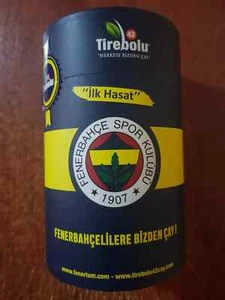 42
Tirebolu
"HERKESE BİZDEN ÇAY"
"İlk Hasat"
FENERBAHÇE SPOR KULÜBÜ
1907
FENERBAHÇELİLERE BİZDEN ÇAY!
www.fenerium.com - www.tirebolu42cay.com